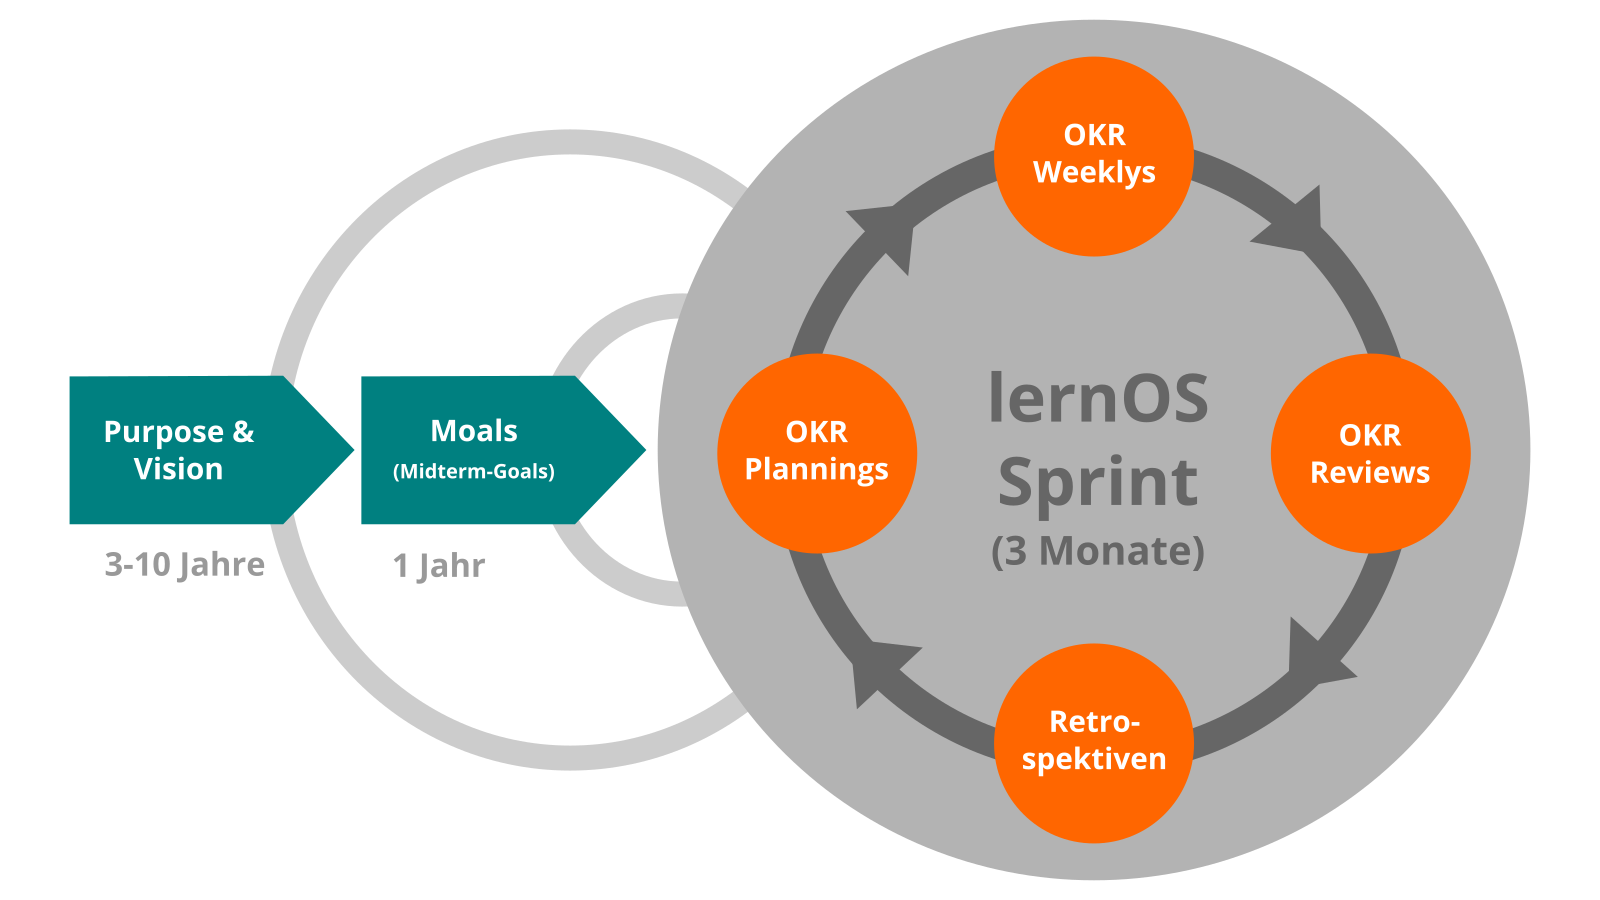 Purpose &
Vision
3-10 Jahre
Moals
(Midterm-Goals)
1 Jahr
OKR
Plannings
OKR
Weeklys
lernOS
Sprint
(3 Monate)
OKR
Reviews
Retro-
spektiven